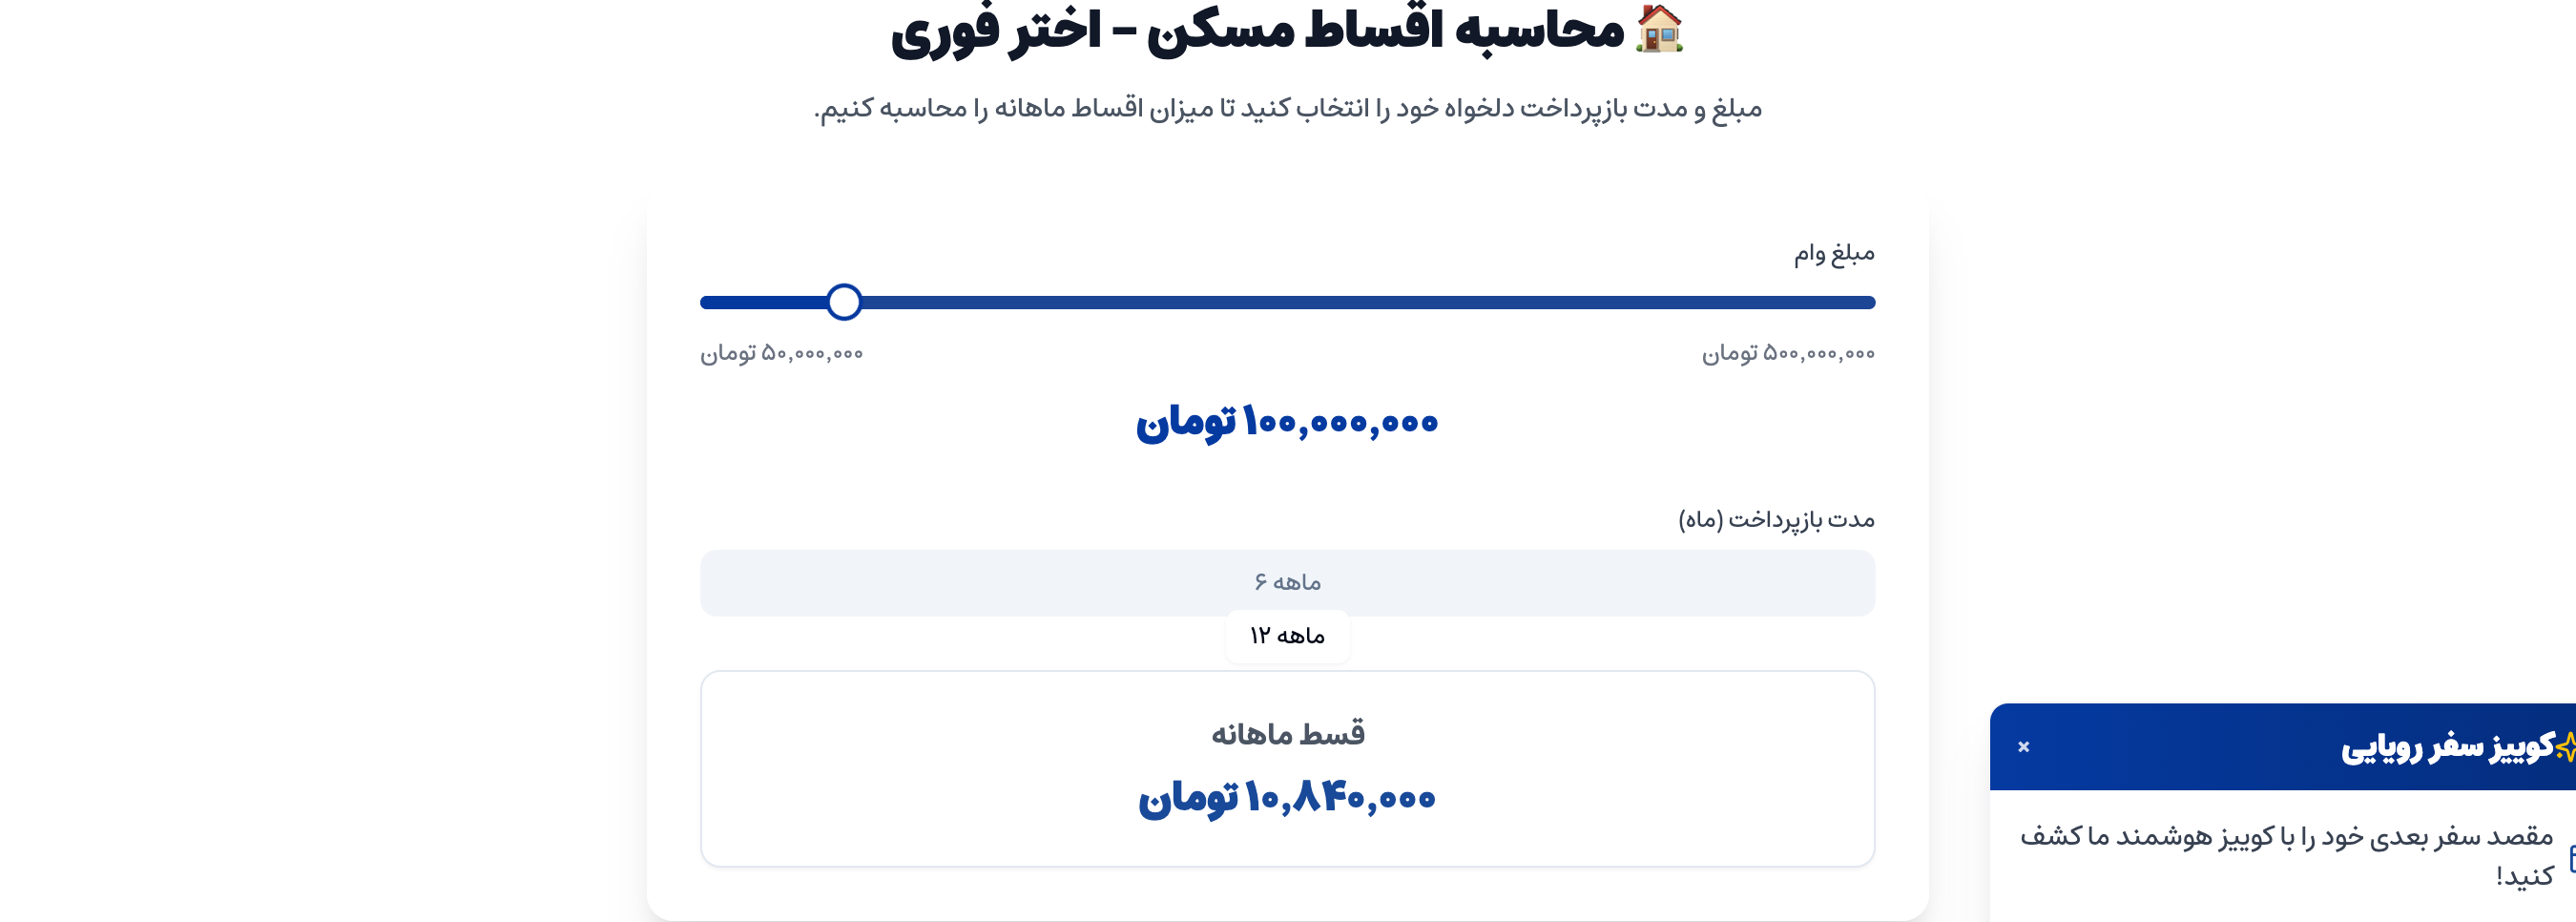 🏠 محاسبه اقساط مسکن – اختر فوری
مبلغ و مدت بازپرداخت دلخواه خود را انتخاب کنید تا میزان اقساط ماهانه را محاسبه کنیم.
مبلغ وام
۵۰۰,۰۰۰,۰۰۰ تومان
۵۰,۰۰۰,۰۰۰ تومان
۱۰۰,۰۰۰,۰۰۰ تومان
مدت بازپرداخت (ماه)
ماهه ۶
ماهه ۱۲
قسط ماهانه
۱۰,۸۴۰,۰۰۰ تومان
کوییز سفر رویایی
×
مقصد سفر بعدی خود را با کوییز هوشمند ما کشف
کنید!